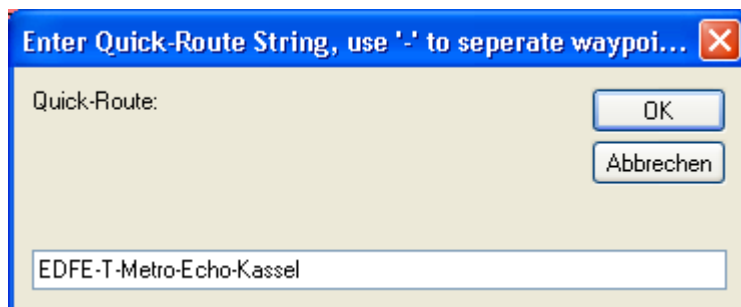 Enter Quick-Route String, use '-' to seperate waypoi...
Quick-Route:
OK
Abbrechen
EDFE-T-Metro-Echo-Kassel